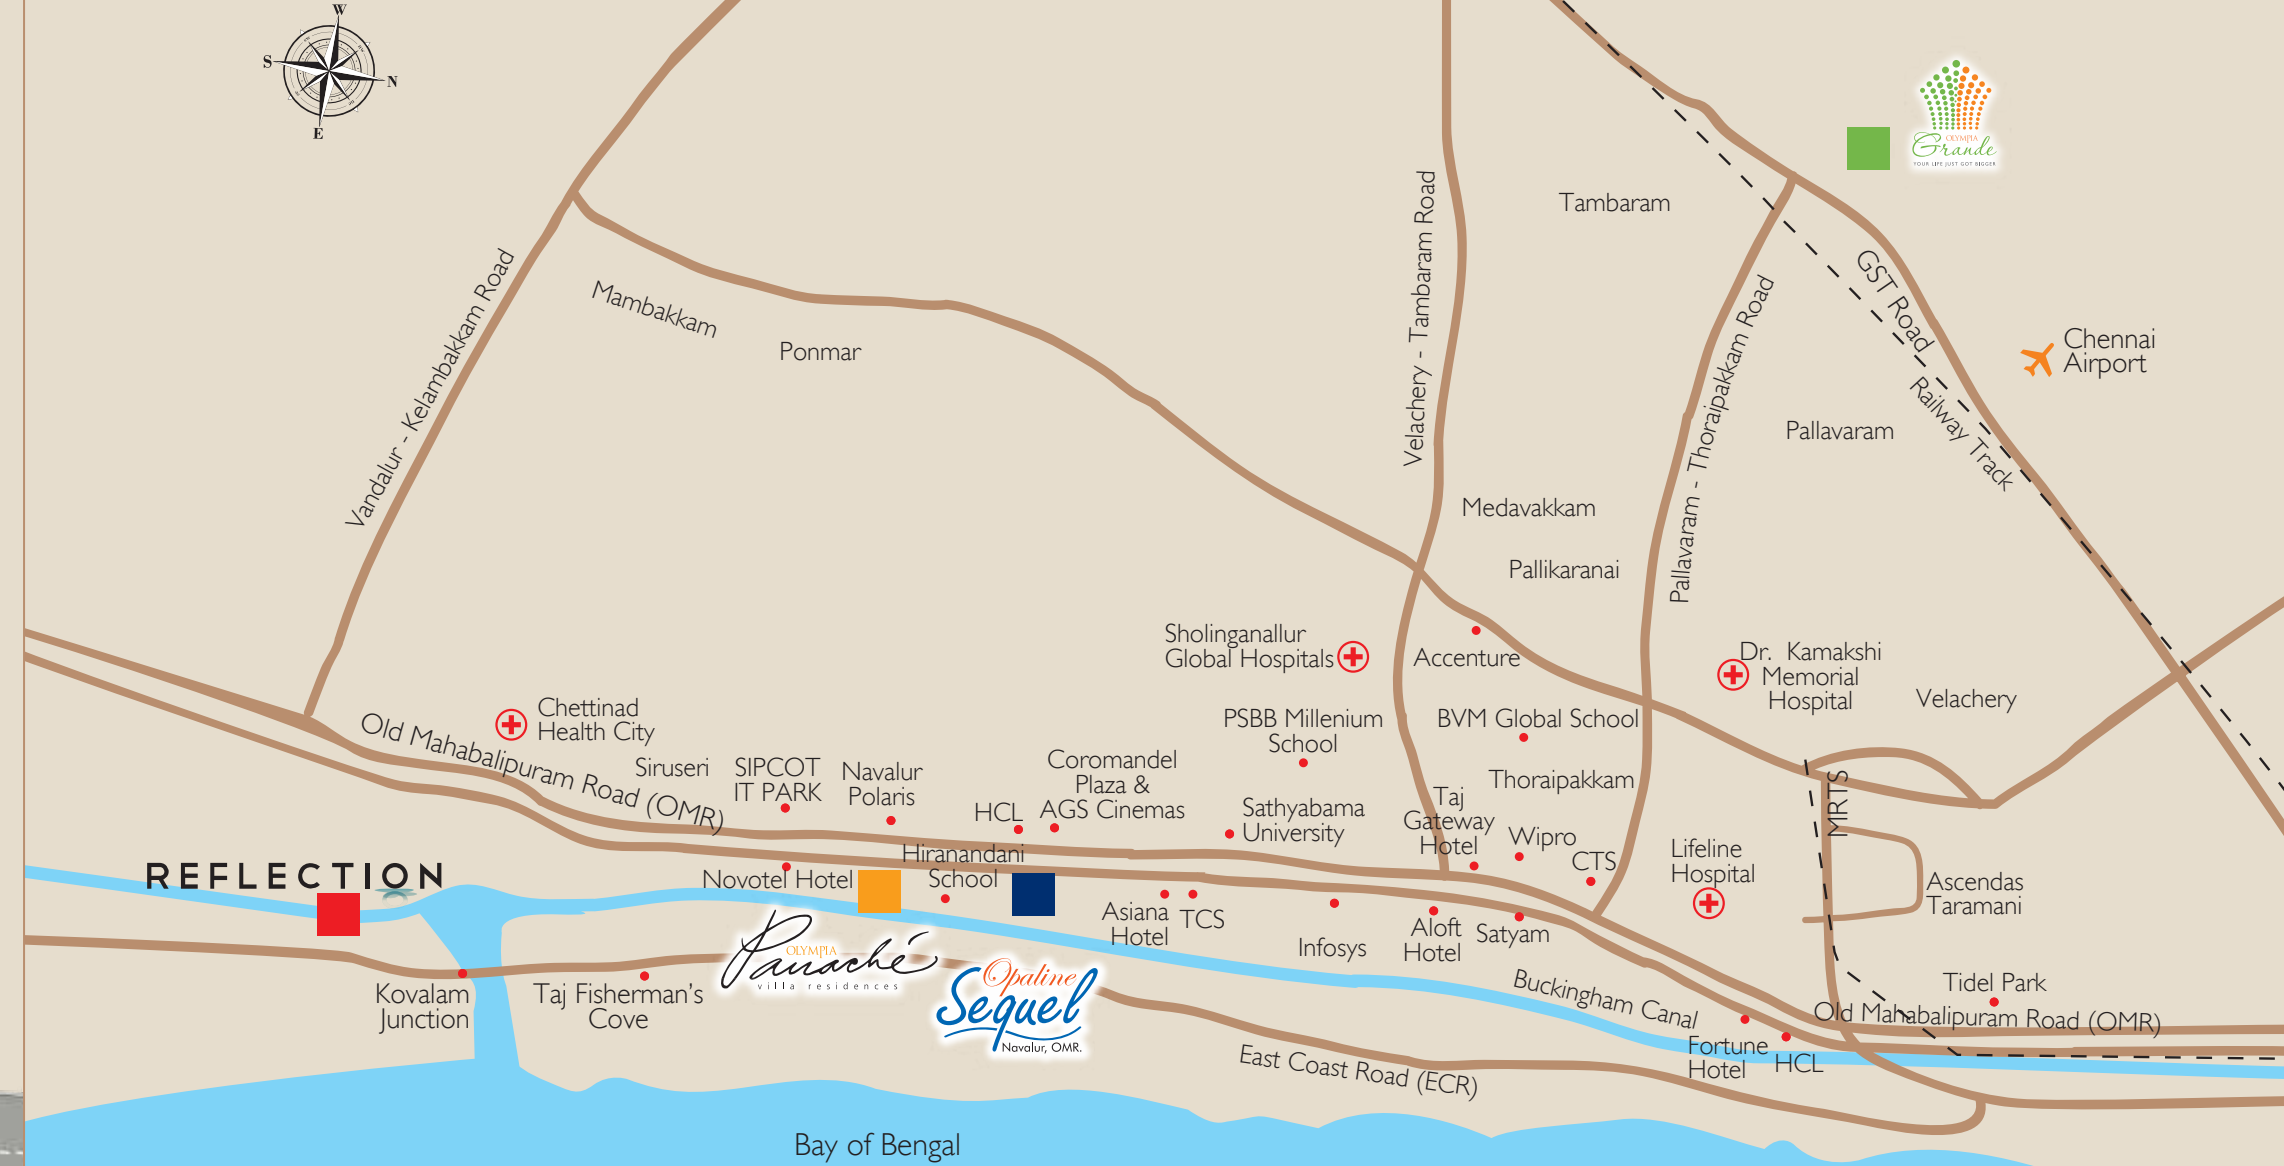 W
S
N
E
OLYMPIA
Grande
YOUR LIFE JUST GOT BIGGER
Tambaram
Velachery - Tambaram Road
Vandalur - Kelambakkam Road
Mambakkam
Ponmar
Pallavaram - Thoraipakkam Road
GST Road
Railway Track
Chennai
Airport
Pallavaram
Medavakkam
Pallikaranai
Sholinganallur
Global Hospitals
Accenture
Dr. Kamakshi
Memorial
Hospital
Velachery
Chettinad
Health City
Old Mahabalipuram Road (OMR)
Siruseri
SIPCOT
IT PARK
Navalur
Polaris
HCL
Coromandel
Plaza &
AGS Cinemas
PSBB Millenium
School
BVM Global School
Thoraipakkam
Sathyabama
University
Taj
Gateway
Hotel
Wipro
CTS
MRTS
Lifeline
Hospital
Ascendas
Taramani
REFLECTION
Novotel Hotel
Hiranandani
School
Asiana
Hotel
TCS
Infosys
Aloft
Hotel
Satyam
OLYMPIA
Panaché
villa residences
Opaline
Sequel
Navalur, OMR.
Kovalam
Junction
Taj Fisherman's
Cove
Buckingham Canal
Tidel Park
Old Mahabalipuram Road (OMR)
Fortune
Hotel
HCL
East Coast Road (ECR)
Bay of Bengal